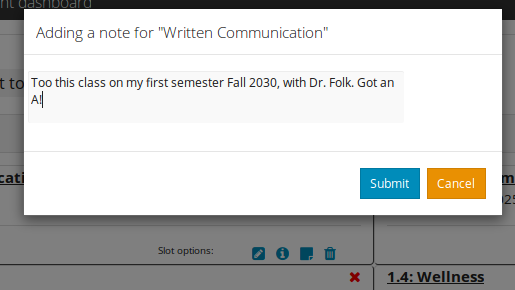 nt dashboard
Adding a note for "Written Communication"
t to
Too this class on my first semester Fall 2030, with Dr. Folk. Got an
A!
Submit Cancel
cati
m
025
Slot options:
1.4: Wellness